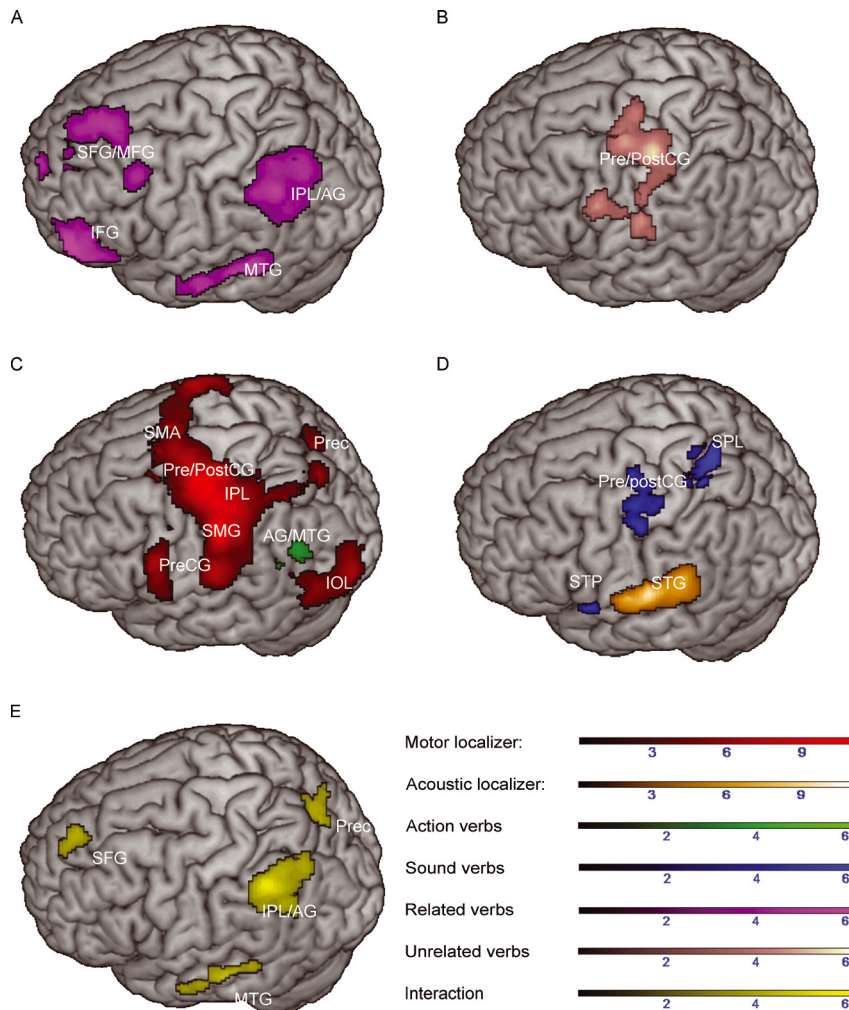 A
SFG/MFG
IPL/AG
IFG
MTG
B
Pre/PostCG
C
SMA
Prec
Pre/PostCG
IPL
SMG
AG/MTG
PreCG
IOL
D
SPL
Pre/postCG
STP
STG
E
Prec
SFG
IPL/AG
MTG
Motor localizer:
3 6 9
Acoustic localizer:
3 6 9
Action verbs
2 4 6
Sound verbs
2 4 6
Related verbs
2 4 6
Unrelated verbs
2 4 6
Interaction
2 4 6